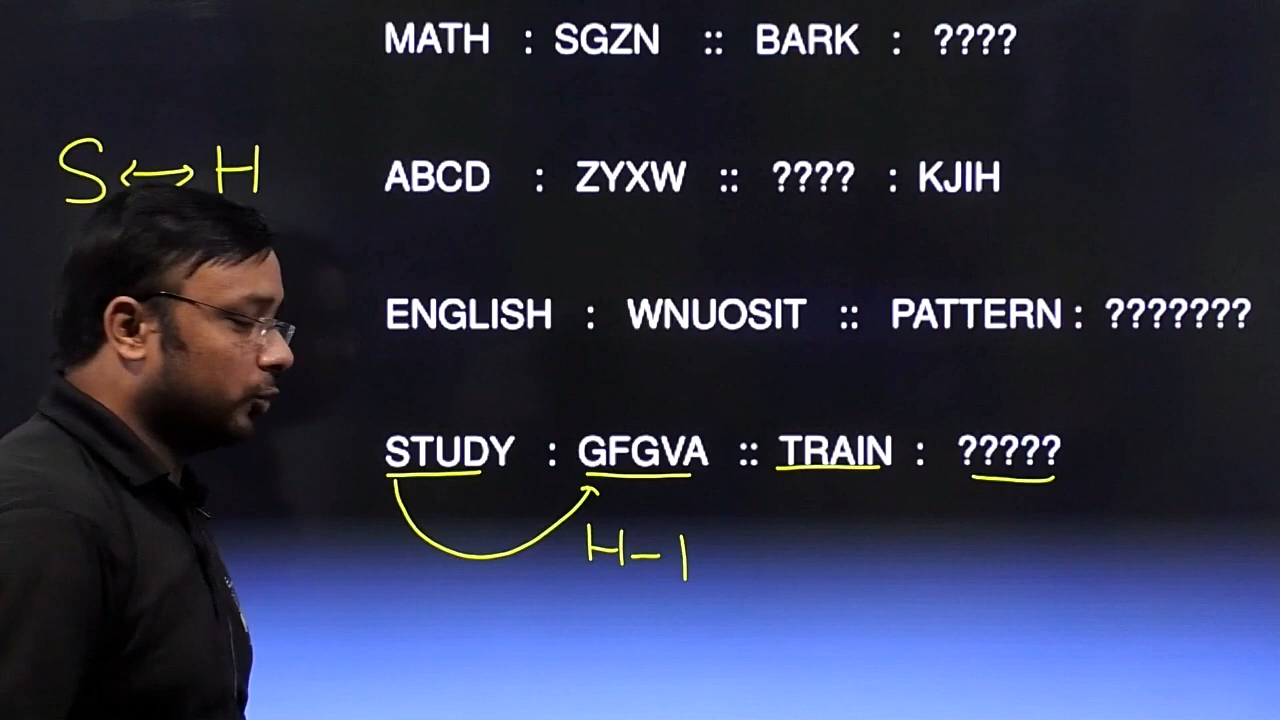 MATH : SGZN :: BARK : ????
S ↔ H
ABCD : ZYXW :: ???? : KJIH
ENGLISH : WNUOSIT :: PATTERN : ???????
STUDY : GFGVA :: TRAIN : ?????
H-1